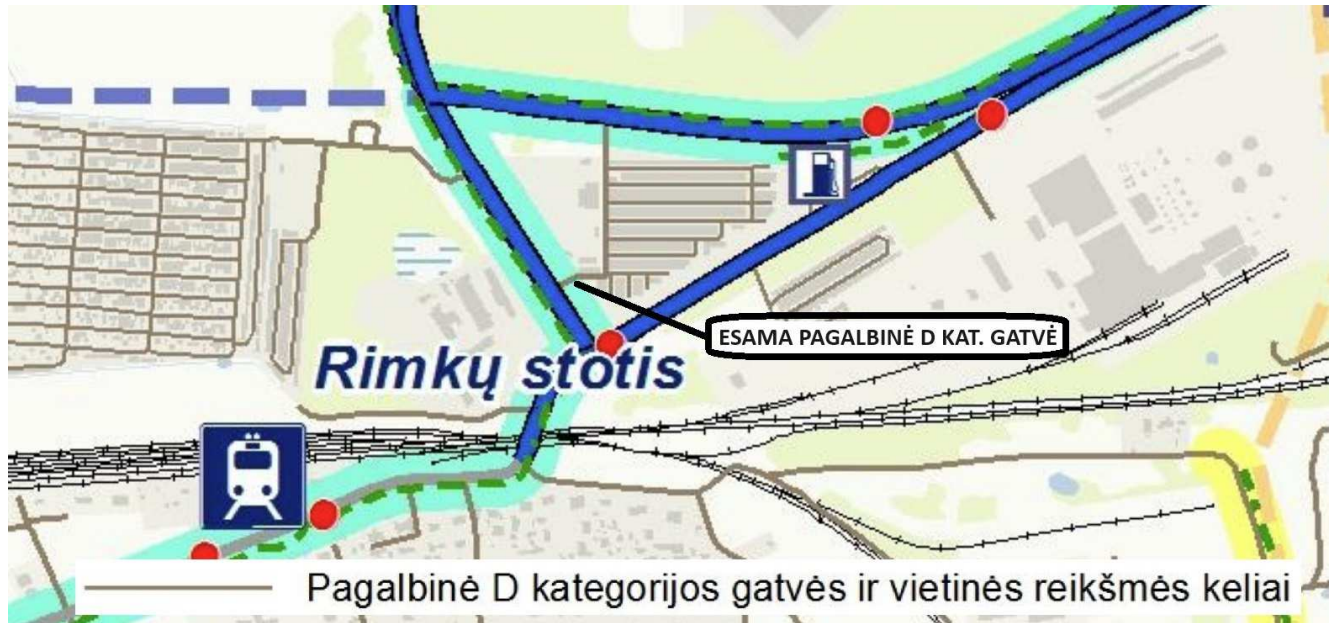 ESAMA PAGALBINĖ D KAT. GATVĖ
Rimkų stotis
Pagalbinė D kategorijos gatvės ir vietinės reikšmės keliai